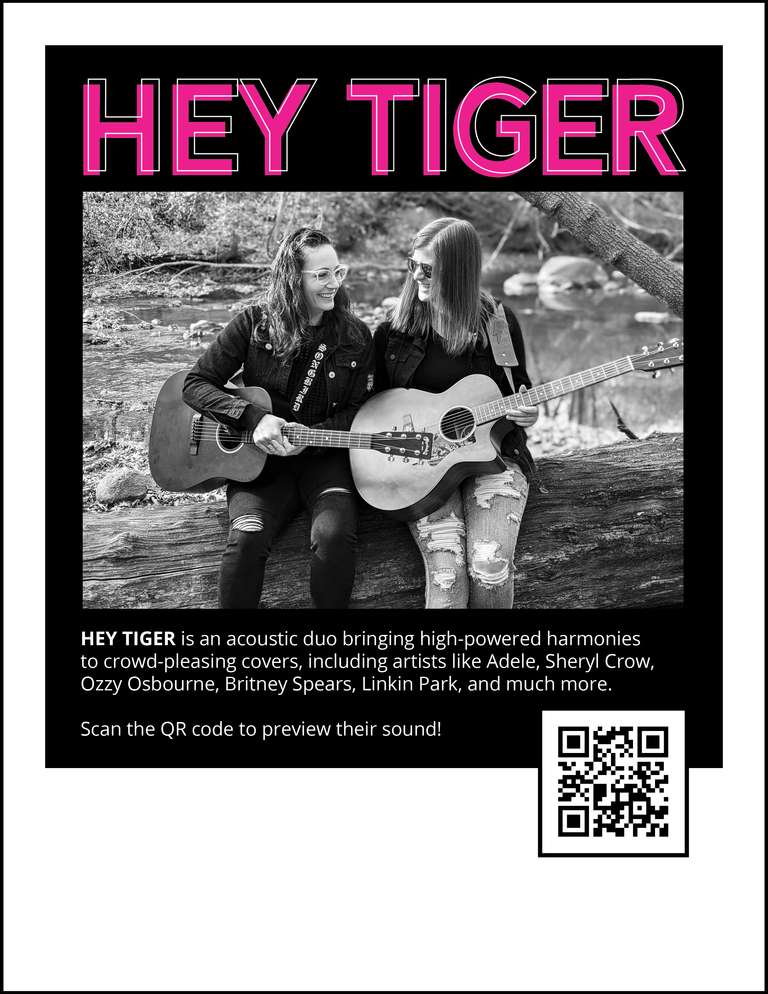 HEY TIGER
HEY TIGER is an acoustic duo bringing high-powered harmonies
to crowd-pleasing covers, including artists like Adele, Sheryl Crow,
Ozzy Osbourne, Britney Spears, Linkin Park, and much more.
Scan the QR code to preview their sound!